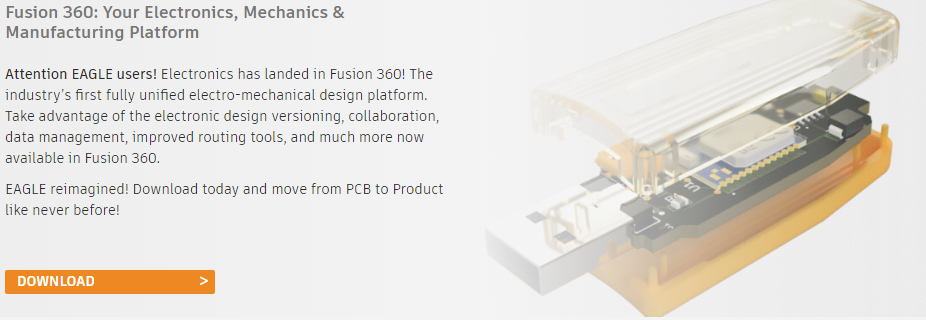 Fusion 360: Your Electronics, Mechanics &
Manufacturing Platform
Attention EAGLE users! Electronics has landed in Fusion 360! The
industry's first fully unified electro-mechanical design platform.
Take advantage of the electronic design versioning, collaboration,
data management, improved routing tools, and much more now
available in Fusion 360.
EAGLE reimagined! Download today and move from PCB to Product
like never before!
DOWNLOAD >